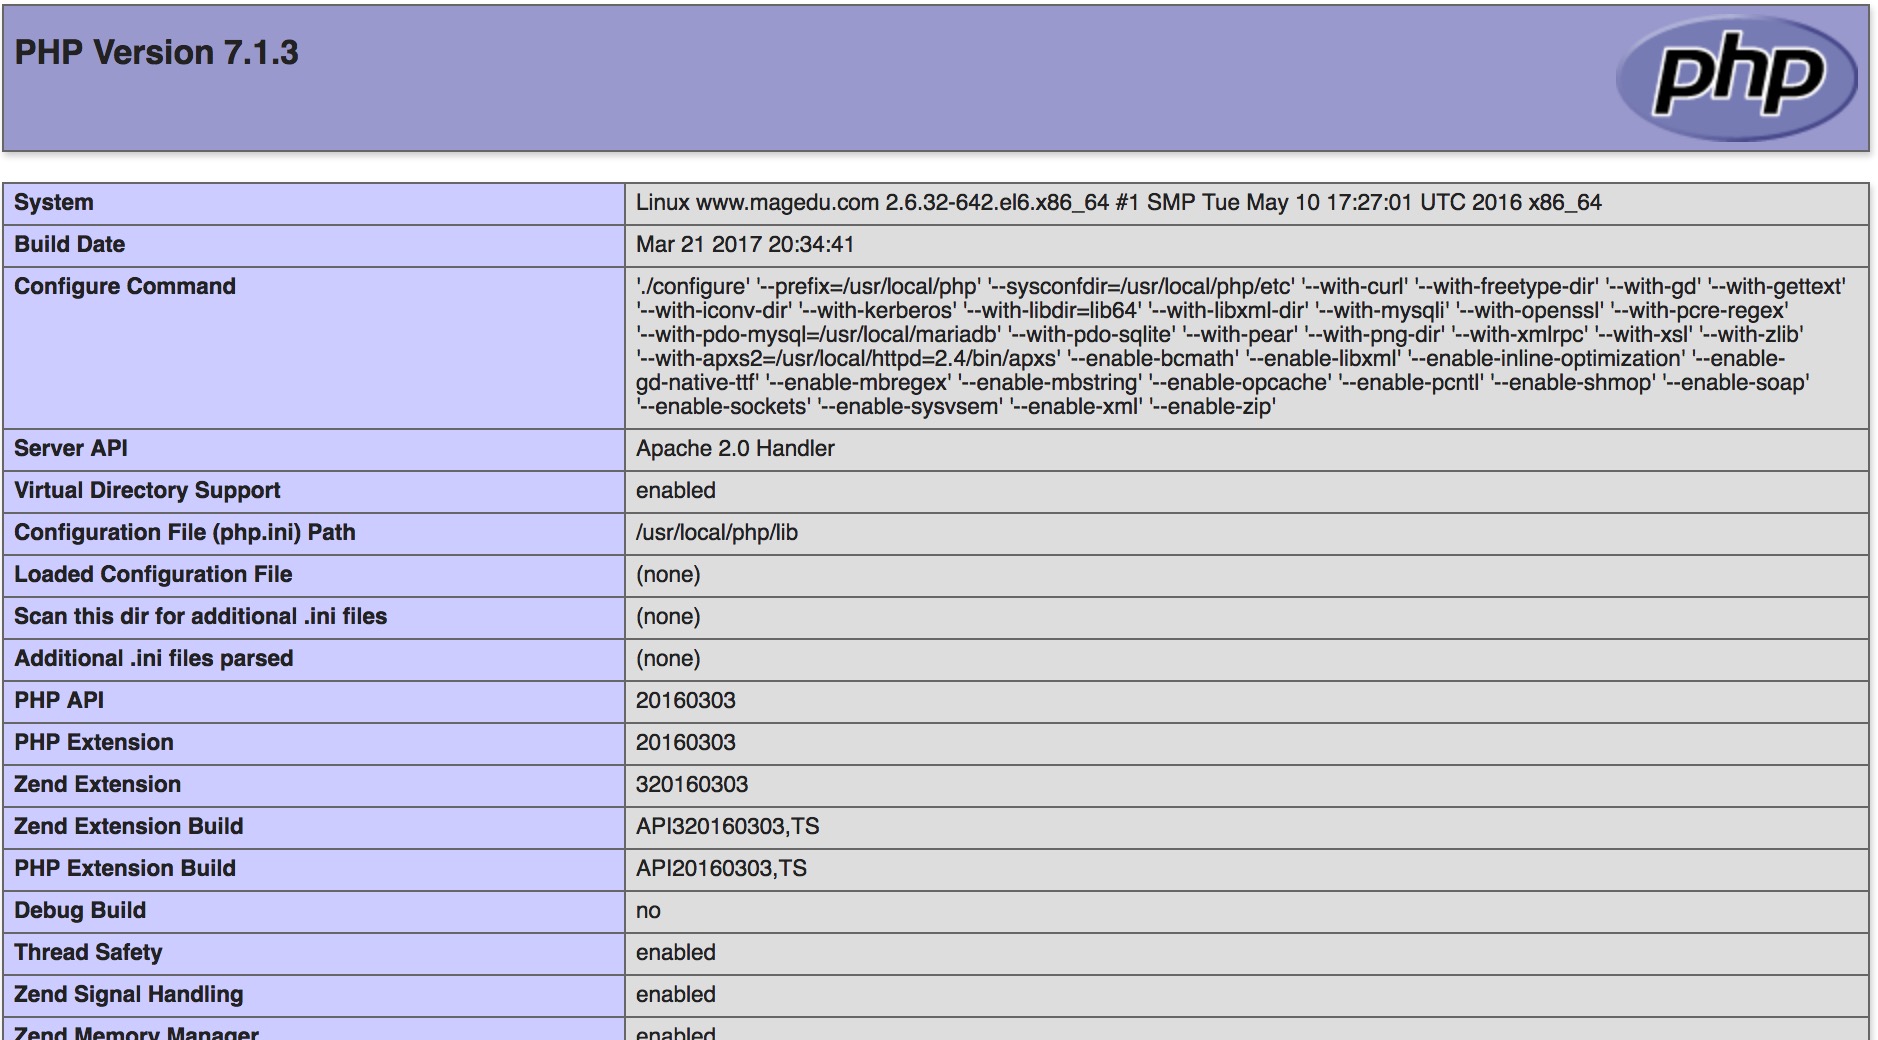 PHP Version 7.1.3
php
System Linux www.magedu.com 2.6.32-642.el6.x86_64 #1 SMP Tue May 10 17:27:01 UTC 2016 x86_64
Build Date Mar 21 2017 20:34:41
Configure Command './configure' '--prefix=/usr/local/php' '--sysconfdir=/usr/local/php/etc' '--with-curl' '--with-freetype-dir' '--with-gd' '--with-gettext'
'--with-iconv-dir' '--with-kerberos' '--with-libdir=lib64' '--with-libxml-dir' '--with-mysqli' '--with-openssl' '--with-pcre-regex'
'--with-pdo-mysql=/usr/local/mariadb' '--with-pdo-sqlite' '--with-pear' '--with-png-dir' '--with-xmlrpc' '--with-xsl' '--with-zlib'
'--with-apxs2=/usr/local/httpd=2.4/bin/apxs' '--enable-bcmath' '--enable-libxml' '--enable-inline-optimization' '--enable-
gd-native-ttf' '--enable-mbregex' '--enable-mbstring' '--enable-opcache' '--enable-pcntl' '--enable-shmop' '--enable-soap'
'--enable-sockets' '--enable-sysvsem' '--enable-xml' '--enable-zip'
Server API Apache 2.0 Handler
Virtual Directory Support enabled
Configuration File (php.ini) Path /usr/local/php/lib
Loaded Configuration File (none)
Scan this dir for additional .ini files (none)
Additional .ini files parsed (none)
PHP API 20160303
PHP Extension 20160303
Zend Extension 320160303
Zend Extension Build API320160303,TS
PHP Extension Build API20160303,TS
Debug Build no
Thread Safety enabled
Zend Signal Handling enabled
Zend Memory Manager enabled